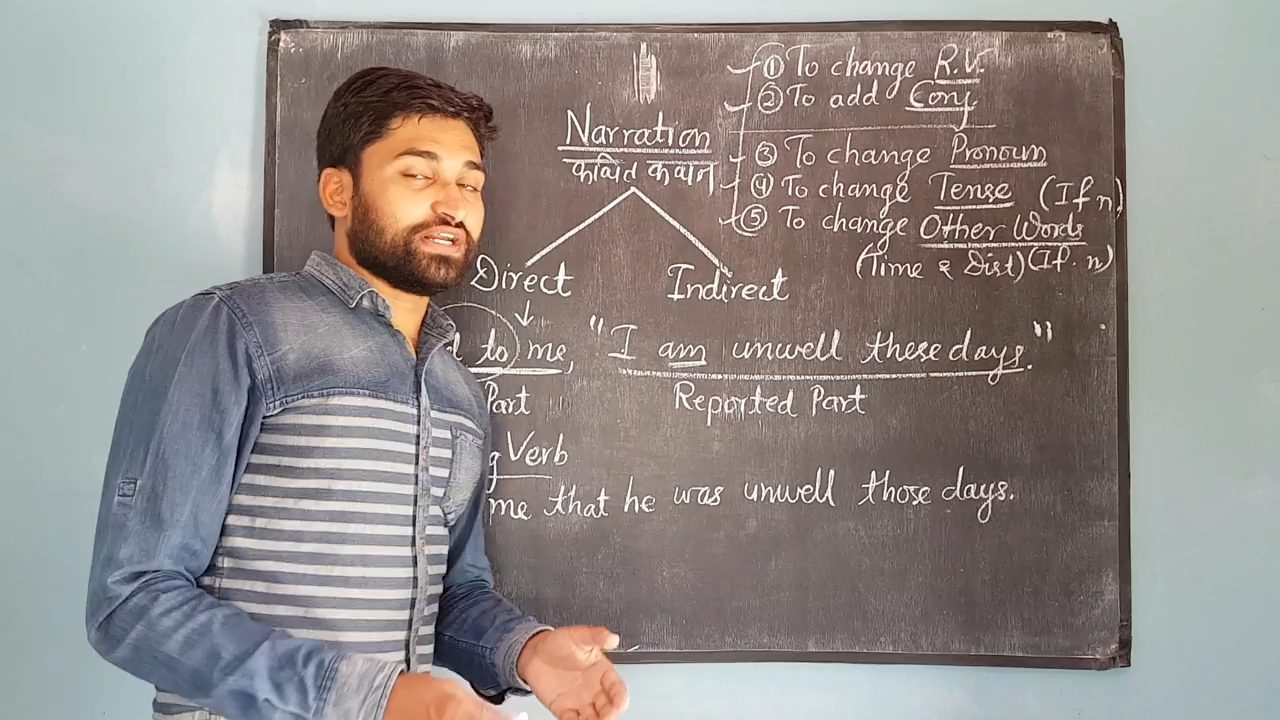 Narration
कथित कथन
Direct Indirect
① To change R.V.
② To add Conj
③ To change Pronoun
④ To change Tense (If n)
⑤ To change Other Words
(Time & Dist) (If. n)
d to me, "I am unwell these days."
Part Reported Part
g Verb
me that he was unwell those days.